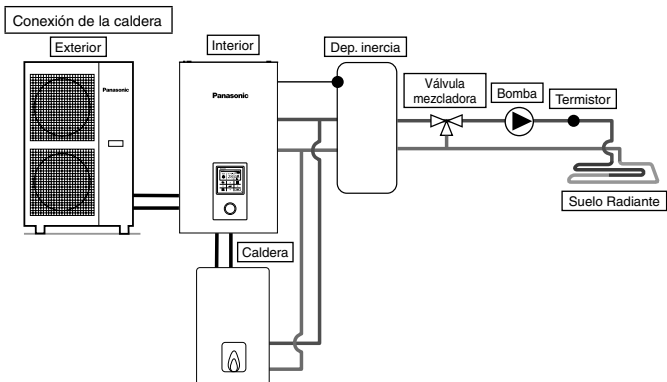 Conexión de la caldera
Exterior
Interior
Dep. inercia
Válvula
mezcladora
Bomba
Termistor
Panasonic
Panasonic
Suelo Radiante
Caldera